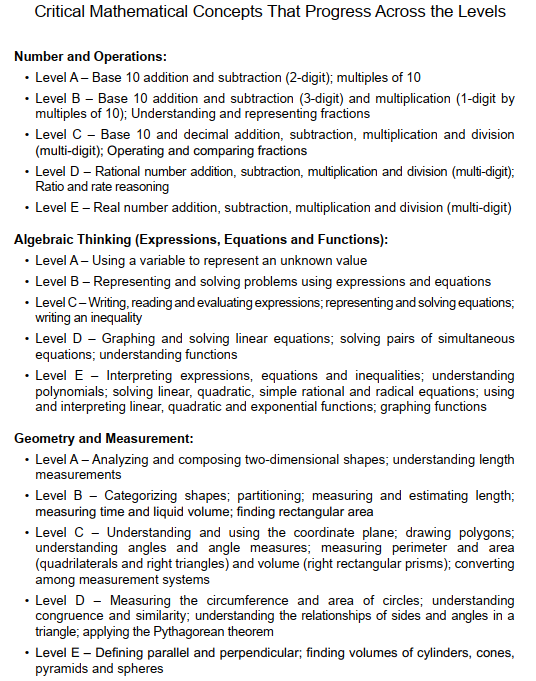 Critical Mathematical Concepts That Progress Across the Levels
Number and Operations:
• Level A – Base 10 addition and subtraction (2-digit); multiples of 10
• Level B – Base 10 addition and subtraction (3-digit) and multiplication (1-digit by
multiples of 10); Understanding and representing fractions
• Level C – Base 10 and decimal addition, subtraction, multiplication and division
(multi-digit); Operating and comparing fractions
• Level D – Rational number addition, subtraction, multiplication and division (multi-digit);
Ratio and rate reasoning
• Level E – Real number addition, subtraction, multiplication and division (multi-digit)
Algebraic Thinking (Expressions, Equations and Functions):
• Level A – Using a variable to represent an unknown value
• Level B – Representing and solving problems using expressions and equations
• Level C – Writing, reading and evaluating expressions; representing and solving equations;
writing an inequality
• Level D – Graphing and solving linear equations; solving pairs of simultaneous
equations; understanding functions
• Level E – Interpreting expressions, equations and inequalities; understanding
polynomials; solving linear, quadratic, simple rational and radical equations; using
and interpreting linear, quadratic and exponential functions; graphing functions
Geometry and Measurement:
• Level A – Analyzing and composing two-dimensional shapes; understanding length
measurements
• Level B – Categorizing shapes; partitioning; measuring and estimating length;
measuring time and liquid volume; finding rectangular area
• Level C – Understanding and using the coordinate plane; drawing polygons;
understanding angles and angle measures; measuring perimeter and area
(quadrilaterals and right triangles) and volume (right rectangular prisms); converting
among measurement systems
• Level D – Measuring the circumference and area of circles; understanding
congruence and similarity; understanding the relationships of sides and angles in a
triangle; applying the Pythagorean theorem
• Level E – Defining parallel and perpendicular; finding volumes of cylinders, cones,
pyramids and spheres